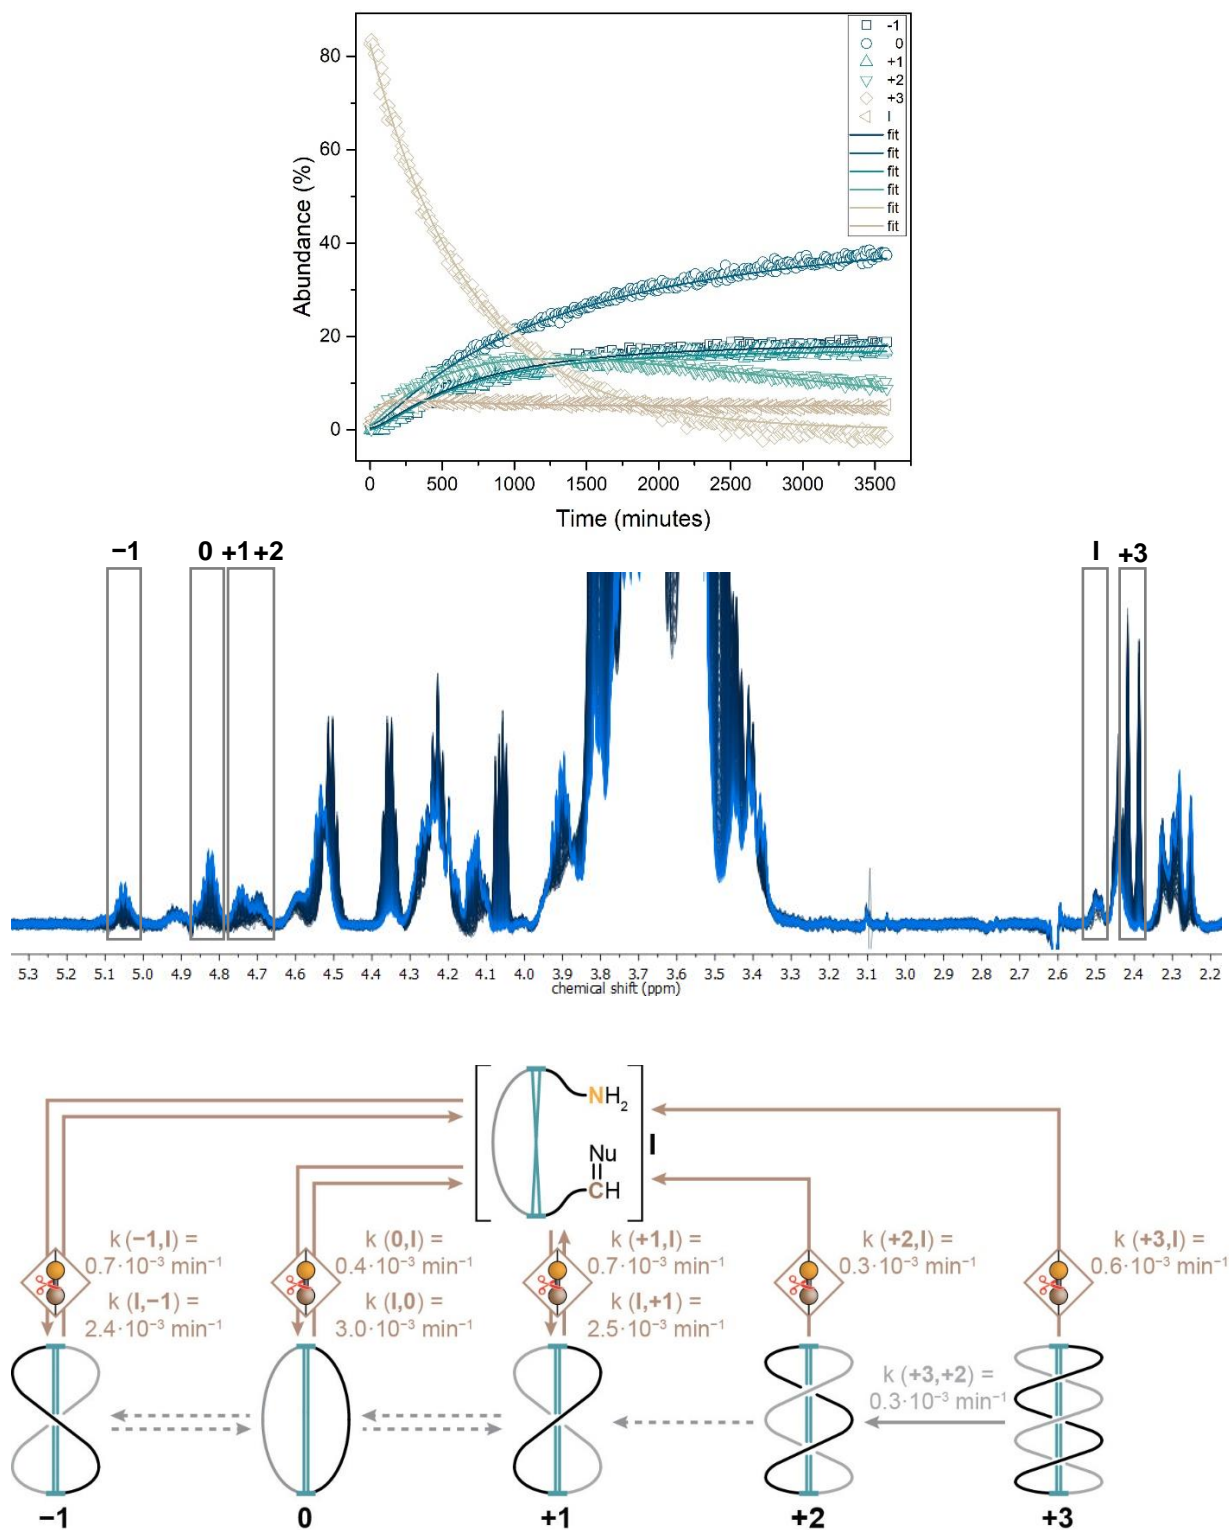 -1
0
+1
+2
+3
I
fit
fit
fit
fit
fit
fit
80
60
40
20
0
Abundance (%)
0 500 1000 1500 2000 2500 3000 3500
Time (minutes)
−1 0 +1 +2 I +3
5.3 5.2 5.1 5.0 4.9 4.8 4.7 4.6 4.5 4.4 4.3 4.2 4.1 4.0 3.9 3.8 3.7 3.6 3.5 3.4 3.3 3.2 3.1 3.0 2.9 2.8 2.7 2.6 2.5 2.4 2.3 2.2
chemical shift (ppm)
NH2
I
Nu
CH
k (−1,I) =
0.7·10⁻³ min⁻¹
k (I,−1) =
2.4·10⁻³ min⁻¹
k (0,I) =
0.4·10⁻³ min⁻¹
k (I,0) =
3.0·10⁻³ min⁻¹
k (+1,I) =
0.7·10⁻³ min⁻¹
k (I,+1) =
2.5·10⁻³ min⁻¹
k (+2,I) =
0.3·10⁻³ min⁻¹
k (+3,I) =
0.6·10⁻³ min⁻¹
k (+3,+2) =
0.3·10⁻³ min⁻¹
−1 0 +1 +2 +3